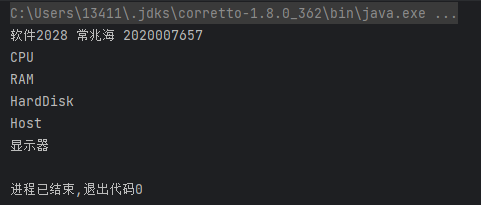 C:\Users\13411\.jdks\corretto-1.8.0_362\bin\java.exe ...
软件2028 常兆海 2020007657
CPU
RAM
HardDisk
Host
显示器
进程已结束,退出代码0